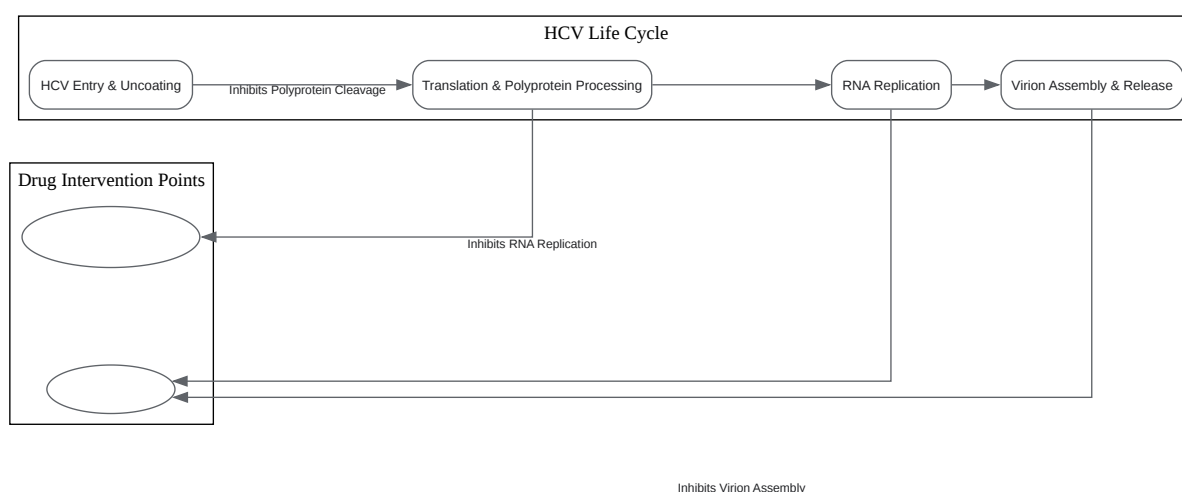 HCV Life Cycle
HCV Entry & Uncoating
Inhibits Polyprotein Cleavage
Translation & Polyprotein Processing
RNA Replication
Virion Assembly & Release
Drug Intervention Points
Inhibits RNA Replication
Inhibits Virion Assembly